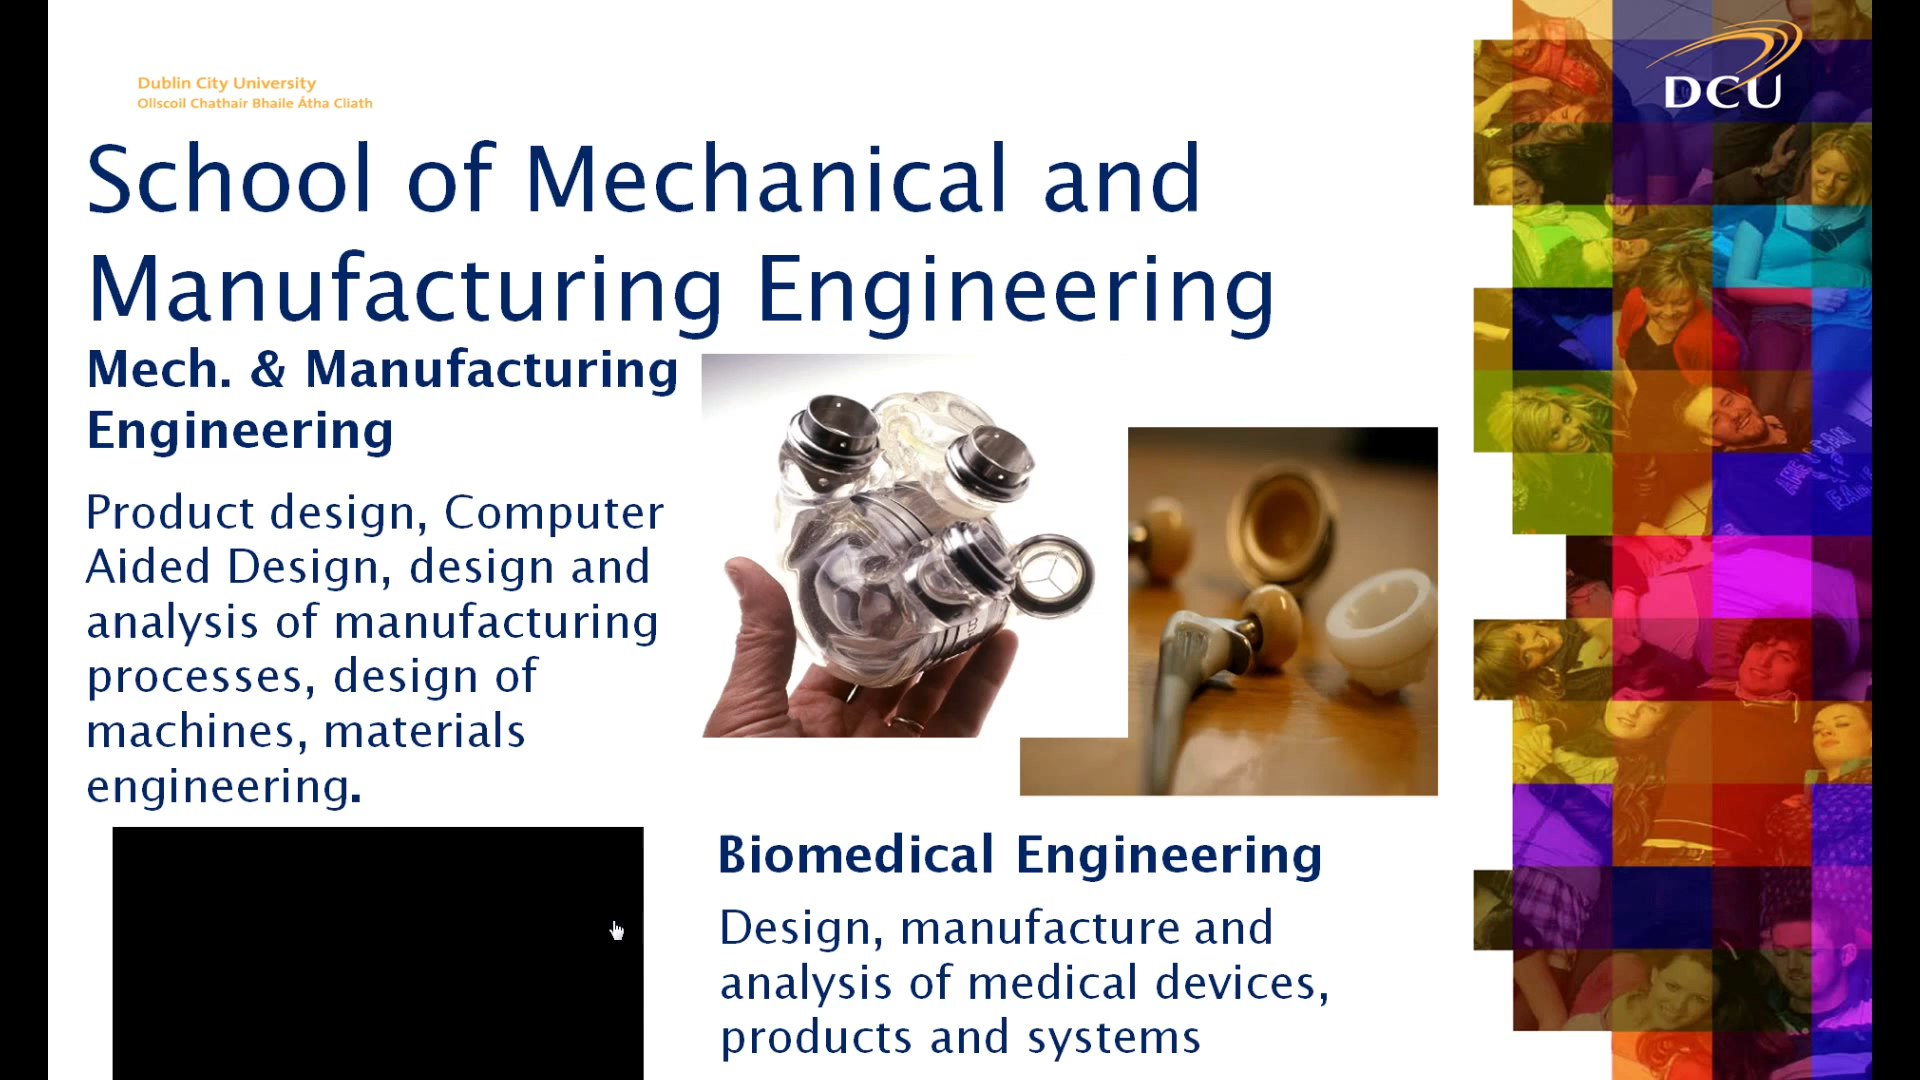 Dublin City University
Ollscoil Chathair Bhaile Átha Cliath
DCU
School of Mechanical and
Manufacturing Engineering
Mech. & Manufacturing
Engineering
Product design, Computer
Aided Design, design and
analysis of manufacturing
processes, design of
machines, materials
engineering.
Biomedical Engineering
Design, manufacture and
analysis of medical devices,
products and systems